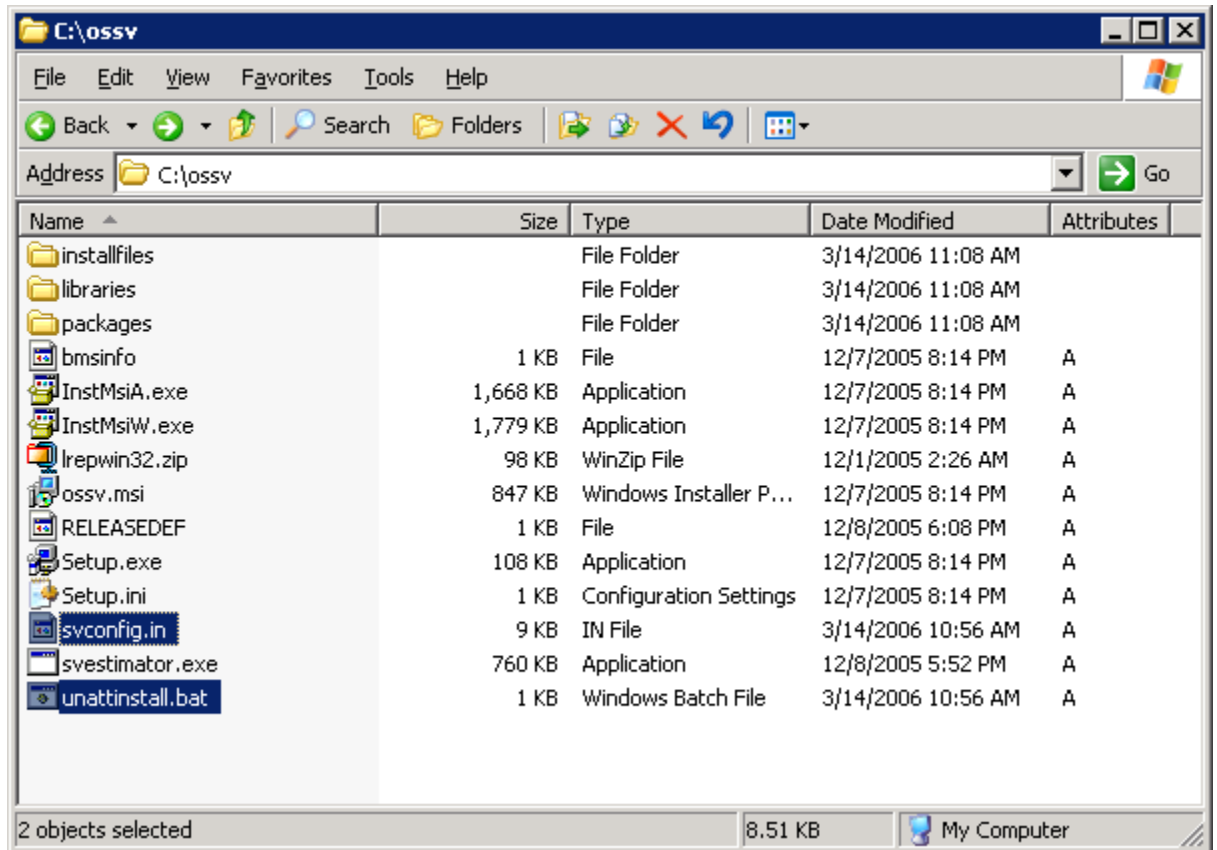 C:\ossv
File Edit View Favorites Tools Help
Back Search Folders
Address C:\ossv Go
Name Size Type Date Modified Attributes
installfiles File Folder 3/14/2006 11:08 AM
libraries File Folder 3/14/2006 11:08 AM
packages File Folder 3/14/2006 11:08 AM
bmsinfo 1 KB File 12/7/2005 8:14 PM A
InstMsiA.exe 1,668 KB Application 12/7/2005 8:14 PM A
InstMsiW.exe 1,779 KB Application 12/7/2005 8:14 PM A
lrepwin32.zip 98 KB WinZip File 12/1/2005 2:26 AM A
ossv.msi 847 KB Windows Installer P... 12/7/2005 8:14 PM A
RELEASEDEF 1 KB File 12/8/2005 6:08 PM A
Setup.exe 108 KB Application 12/7/2005 8:14 PM A
Setup.ini 1 KB Configuration Settings 12/7/2005 8:14 PM A
svconfig.in 9 KB IN File 3/14/2006 10:56 AM A
svestimator.exe 760 KB Application 12/8/2005 5:52 PM A
unattinstall.bat 1 KB Windows Batch File 3/14/2006 10:56 AM A
2 objects selected 8.51 KB My Computer